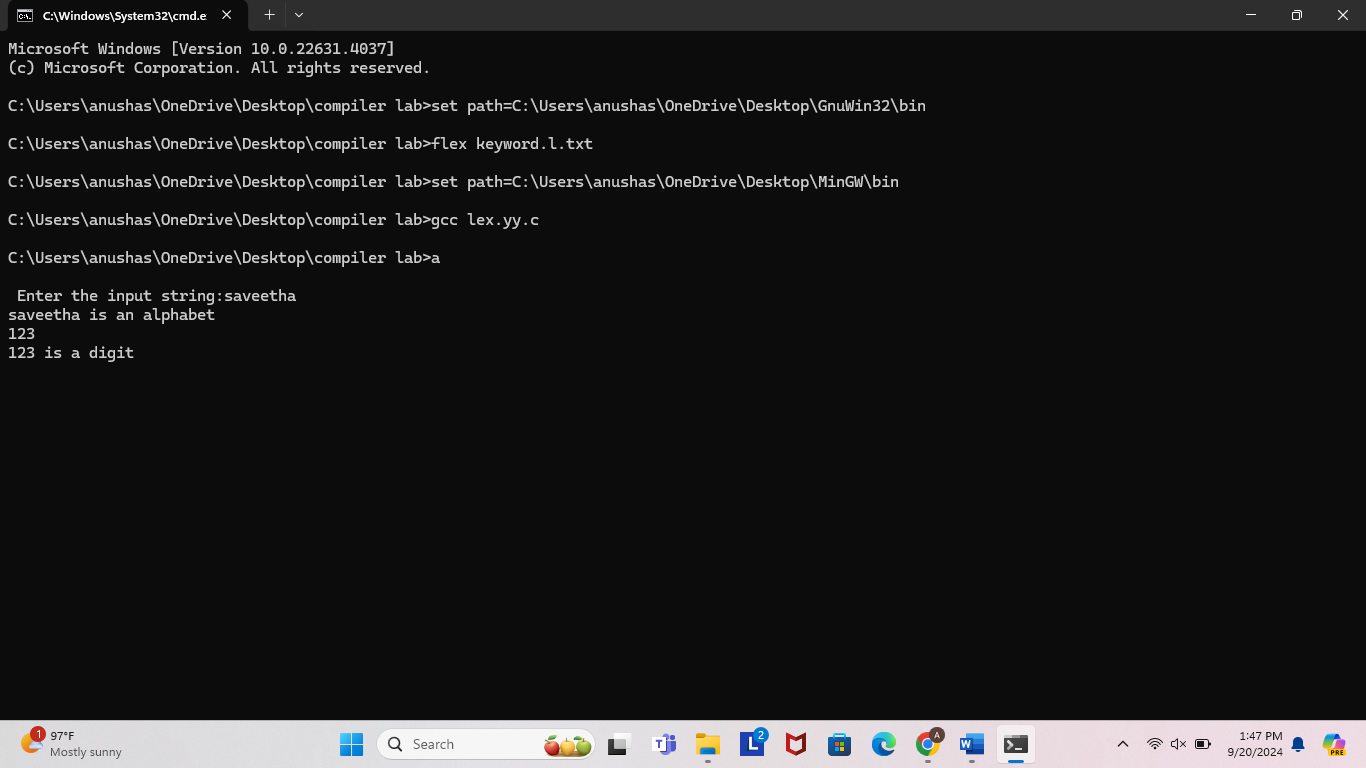 C:\Windows\System32\cmd.e
Microsoft Windows [Version 10.0.22631.4037]
(c) Microsoft Corporation. All rights reserved.
C:\Users\anushas\OneDrive\Desktop\compiler lab>set path=C:\Users\anushas\OneDrive\Desktop\GnuWin32\bin
C:\Users\anushas\OneDrive\Desktop\compiler lab>flex keyword.l.txt
C:\Users\anushas\OneDrive\Desktop\compiler lab>set path=C:\Users\anushas\OneDrive\Desktop\MinGW\bin
C:\Users\anushas\OneDrive\Desktop\compiler lab>gcc lex.yy.c
C:\Users\anushas\OneDrive\Desktop\compiler lab>a
Enter the input string:saveetha
saveetha is an alphabet
123
123 is a digit
1
97°F
Mostly sunny
Search
T
L
2
A
W
1:47 PM
9/20/2024
PRE